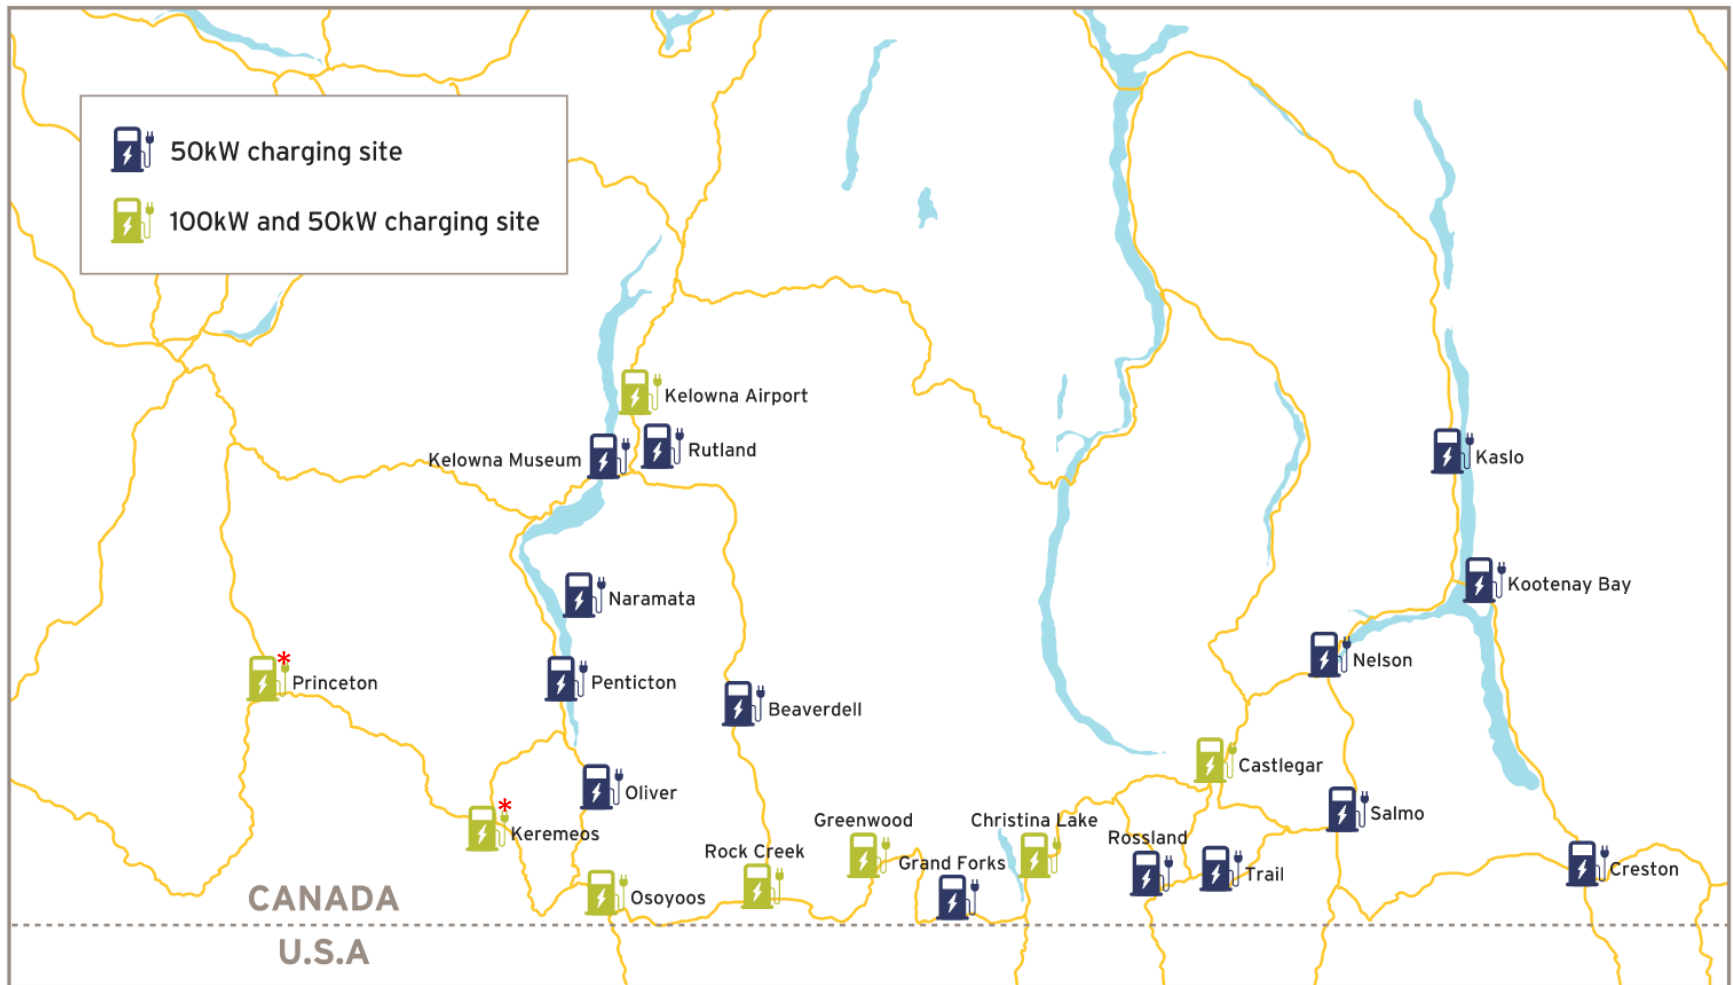 50kW charging site
100kW and 50kW charging site
Kelowna Airport
Rutland
Kelowna Museum
Kaslo
Kootenay Bay
Naramata
Nelson
*
Princeton
Penticton
Beaverdell
Castlegar
Oliver
*
Keremeos
Salmo
Greenwood
Christina Lake
Rossland
Rock Creek
Grand Forks
Trail
Creston
Osoyoos
CANADA
U.S.A